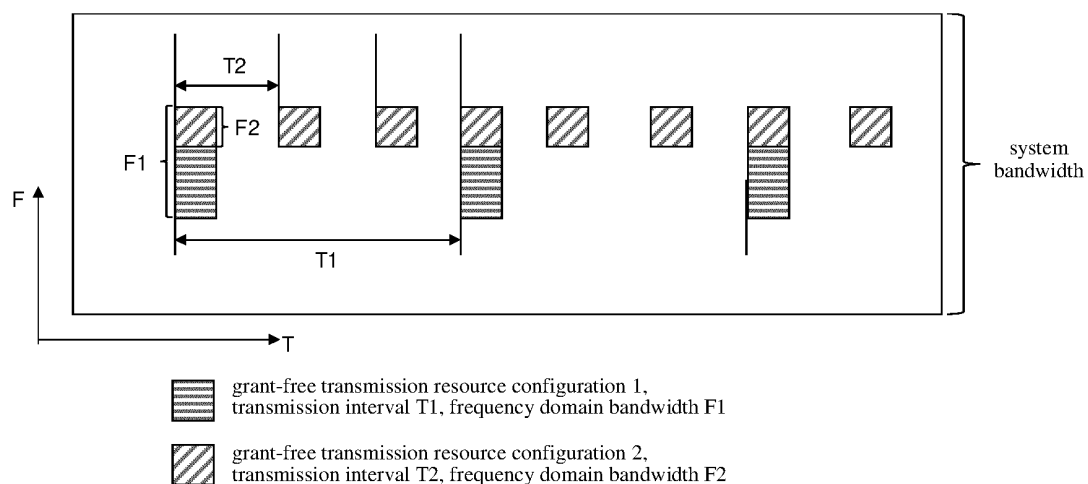 T2
F2
F1
system
bandwidth
F
T1
T
grant-free transmission resource configuration 1,
transmission interval T1, frequency domain bandwidth F1
grant-free transmission resource configuration 2,
transmission interval T2, frequency domain bandwidth F2